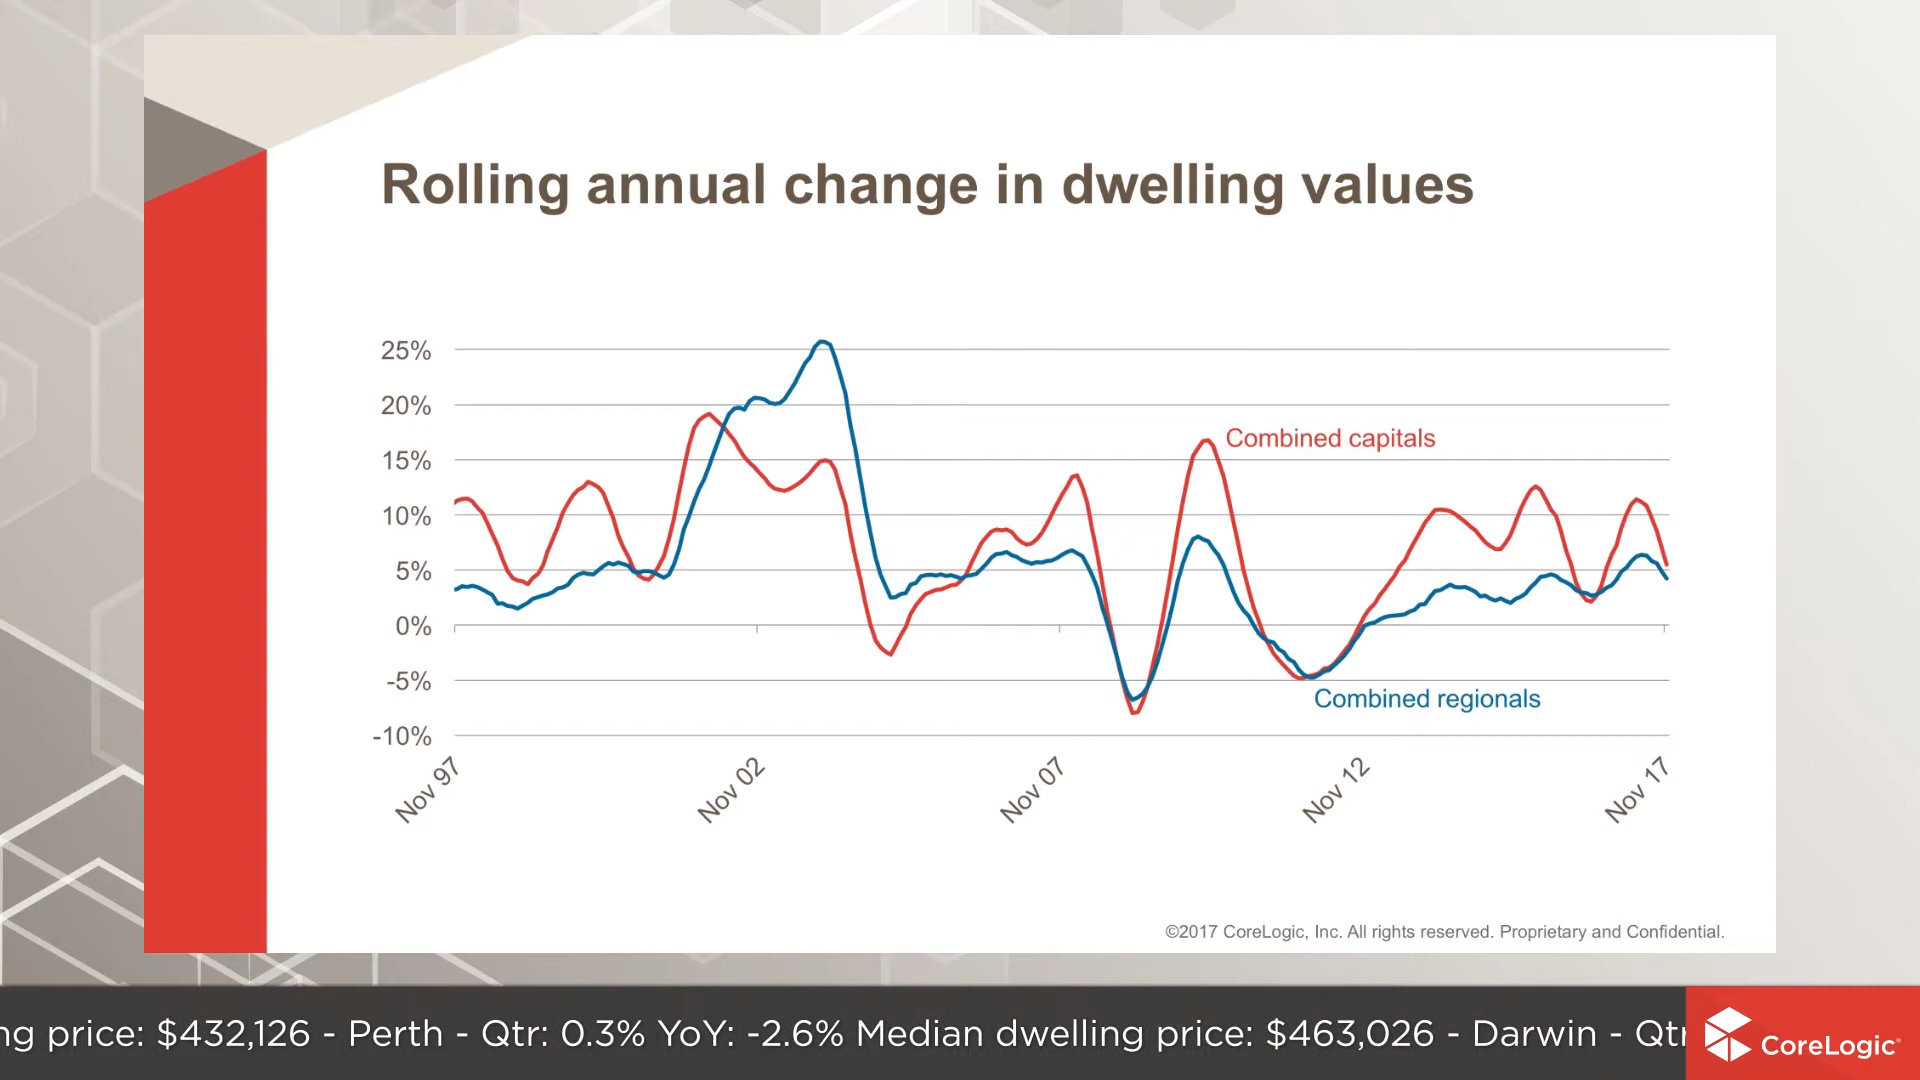 Rolling annual change in dwelling values
25%
20%
15%
10%
5%
0%
-5%
-10%
Combined capitals
Combined regionals
Nov 97
Nov 02
Nov 07
Nov 12
Nov 17
©2017 CoreLogic, Inc. All rights reserved. Proprietary and Confidential.
ng price: $432,126 - Perth - Qtr: 0.3% YoY: -2.6% Median dwelling price: $463,026 - Darwin - Qtr
CoreLogic